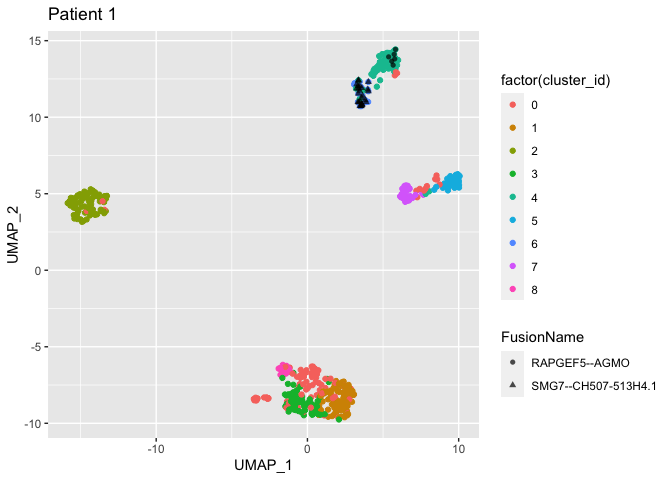 Patient 1
15
10
5
0
-5
-10
-10
0
10
UMAP_1
UMAP_2
factor(cluster_id)
0
1
2
3
4
5
6
7
8
FusionName
RAPGEF5--AGMO
SMG7--CH507-513H4.1